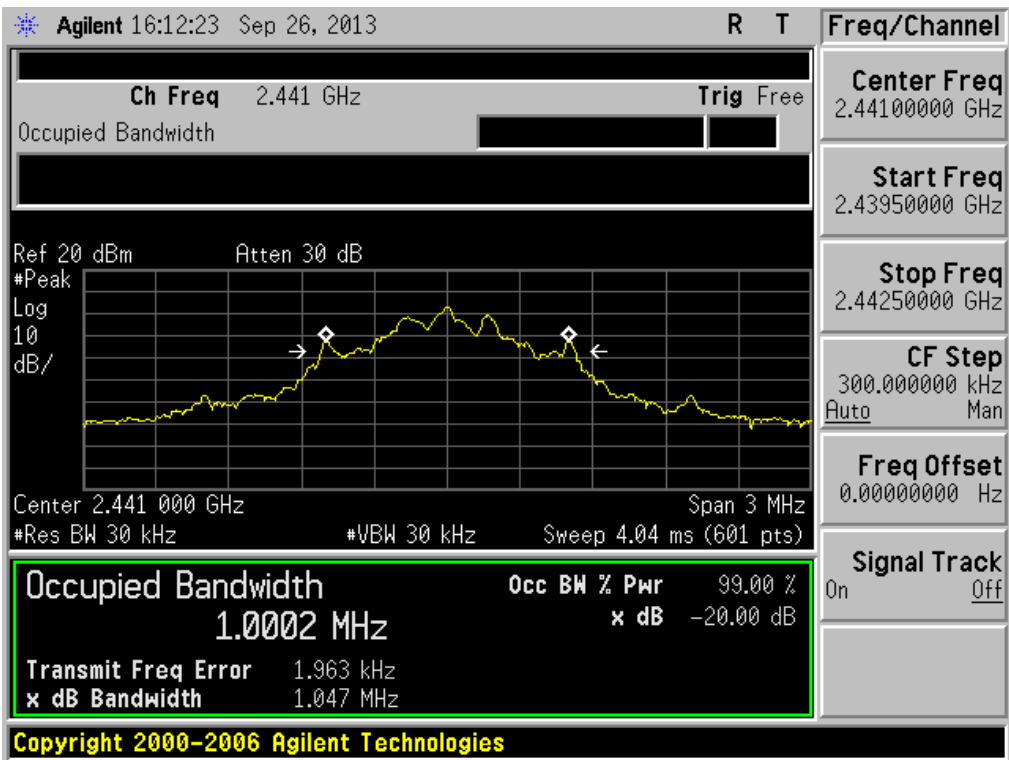 Agilent 16:12:23 Sep 26, 2013 R T
Ch Freq 2.441 GHz Trig Free
Occupied Bandwidth
Ref 20 dBm Atten 30 dB
#Peak
Log
10
dB/
Center 2.441 000 GHz Span 3 MHz
#Res BW 30 kHz #VBW 30 kHz Sweep 4.04 ms (601 pts)
Occupied Bandwidth Occ BW % Pwr 99.00 %
1.0002 MHz x dB -20.00 dB
Transmit Freq Error 1.963 kHz
x dB Bandwidth 1.047 MHz
Copyright 2000-2006 Agilent Technologies
Freq/Channel
Center Freq
2.44100000 GHz
Start Freq
2.43950000 GHz
Stop Freq
2.44250000 GHz
CF Step
300.000000 kHz
Auto Man
Freq Offset
0.00000000 Hz
Signal Track
On Off